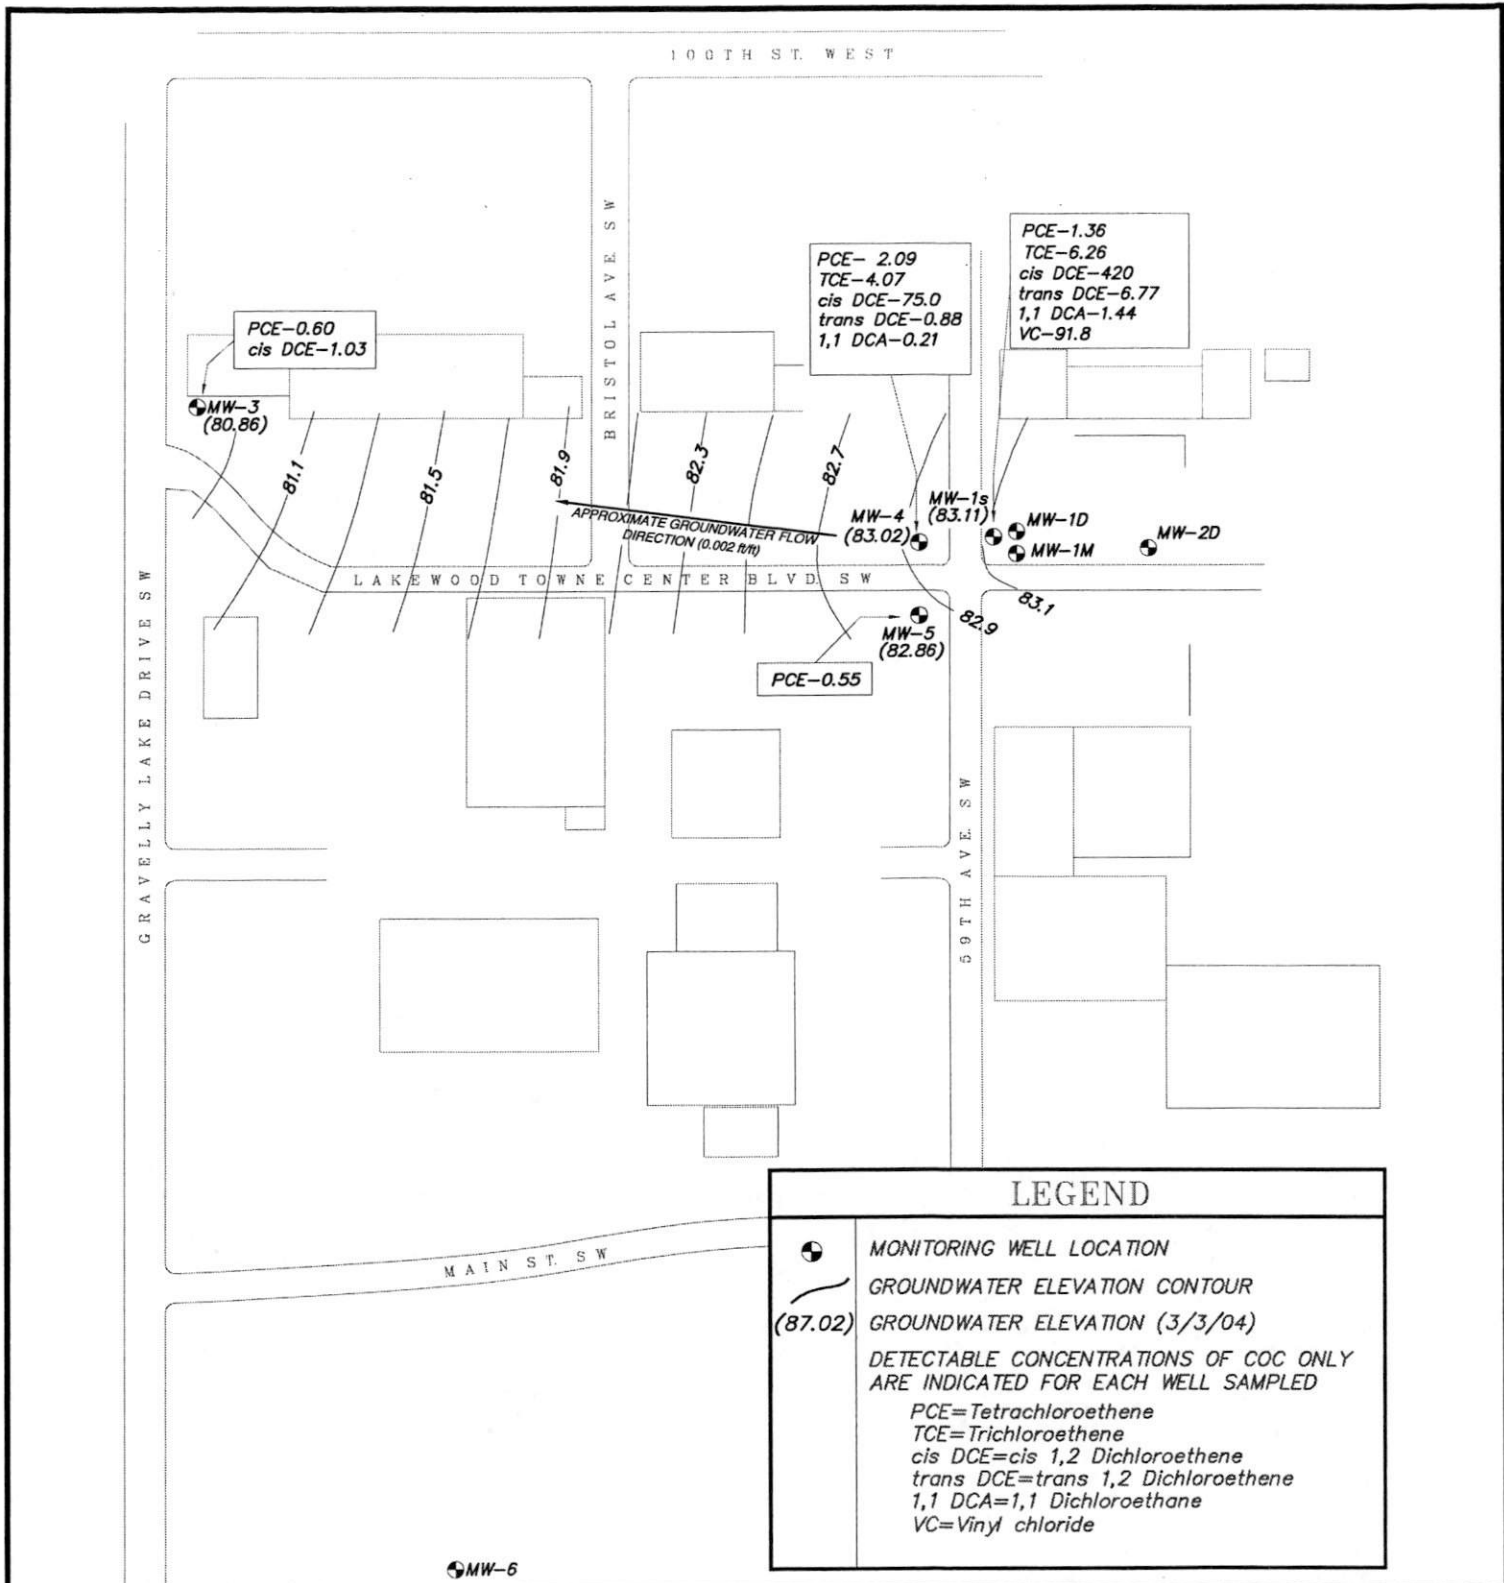 100TH ST. WEST
BRISTOL AVE. SW
PCE-1.36
TCE-6.26
cis DCE-420
trans DCE-6.77
1,1 DCA-1.44
VC-91.8
PCE- 2.09
TCE-4.07
cis DCE-75.0
trans DCE-0.88
1,1 DCA-0.21
PCE-0.60
cis DCE-1.03
MW-3
(80.86)
81.1
81.5
81.9
82.3
82.7
APPROXIMATE GROUNDWATER FLOW
DIRECTION (0.002 ft/ft)
MW-4
(83.02)
MW-1s
(83.11)
MW-1D
MW-1M
MW-2D
LAKEWOOD TOWNE CENTER BLVD. SW
83.1
82.9
MW-5
(82.86)
PCE-0.55
GRAVELLY LAKE DRIVE SW
59TH AVE. SW
MAIN ST. SW
LEGEND
MONITORING WELL LOCATION
GROUNDWATER ELEVATION CONTOUR
(87.02) GROUNDWATER ELEVATION (3/3/04)
DETECTABLE CONCENTRATIONS OF COC ONLY
ARE INDICATED FOR EACH WELL SAMPLED
PCE=Tetrachloroethene
TCE=Trichloroethene
cis DCE=cis 1,2 Dichloroethene
trans DCE=trans 1,2 Dichloroethene
1,1 DCA=1,1 Dichloroethane
VC=Vinyl chloride
MW-6